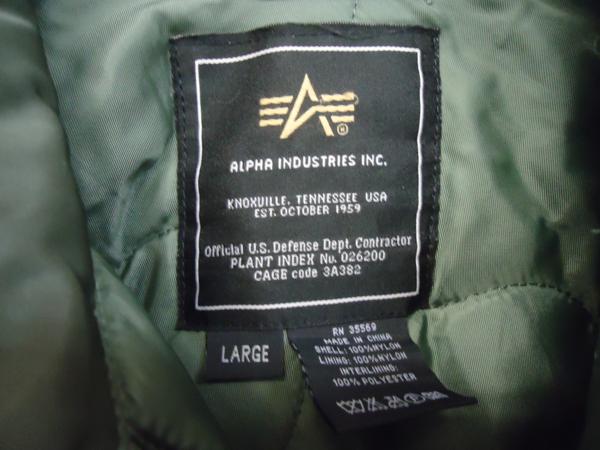 ALPHA INDUSTRIES INC.
KNOXVILLE, TENNESSEE USA
EST. OCTOBER 1959
Official U.S. Defense Dept. Contractor
PLANT INDEX No. 026200
CAGE code 3A382
LARGE
RN 35569
MADE IN CHINA
SHELL: 100%NYLON
LINING: 100%NYLON
INTERLINING:
100% POLYESTER